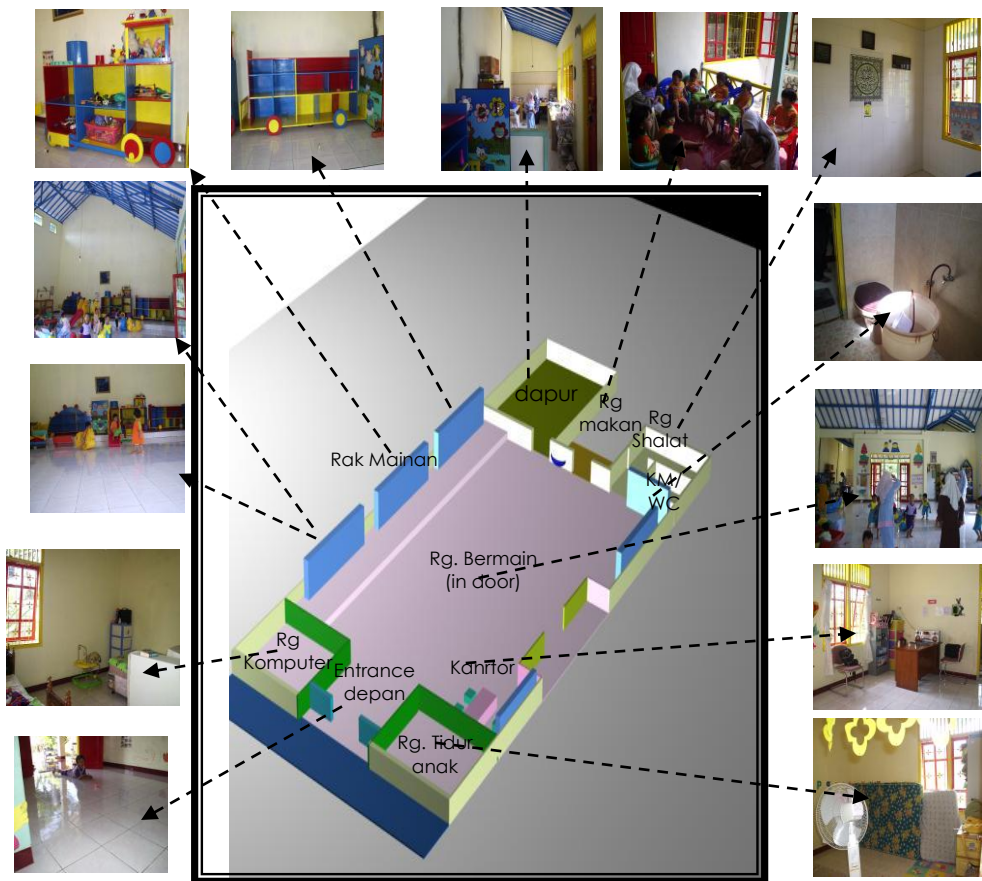 dapur
Rg
makan
Rg
Shalat
Rak Mainan
KM/
WC
Rg. Bermain
(in door)
Rg
Komputer
Entrance
depan
Kantor
Rg. Tidur
anak